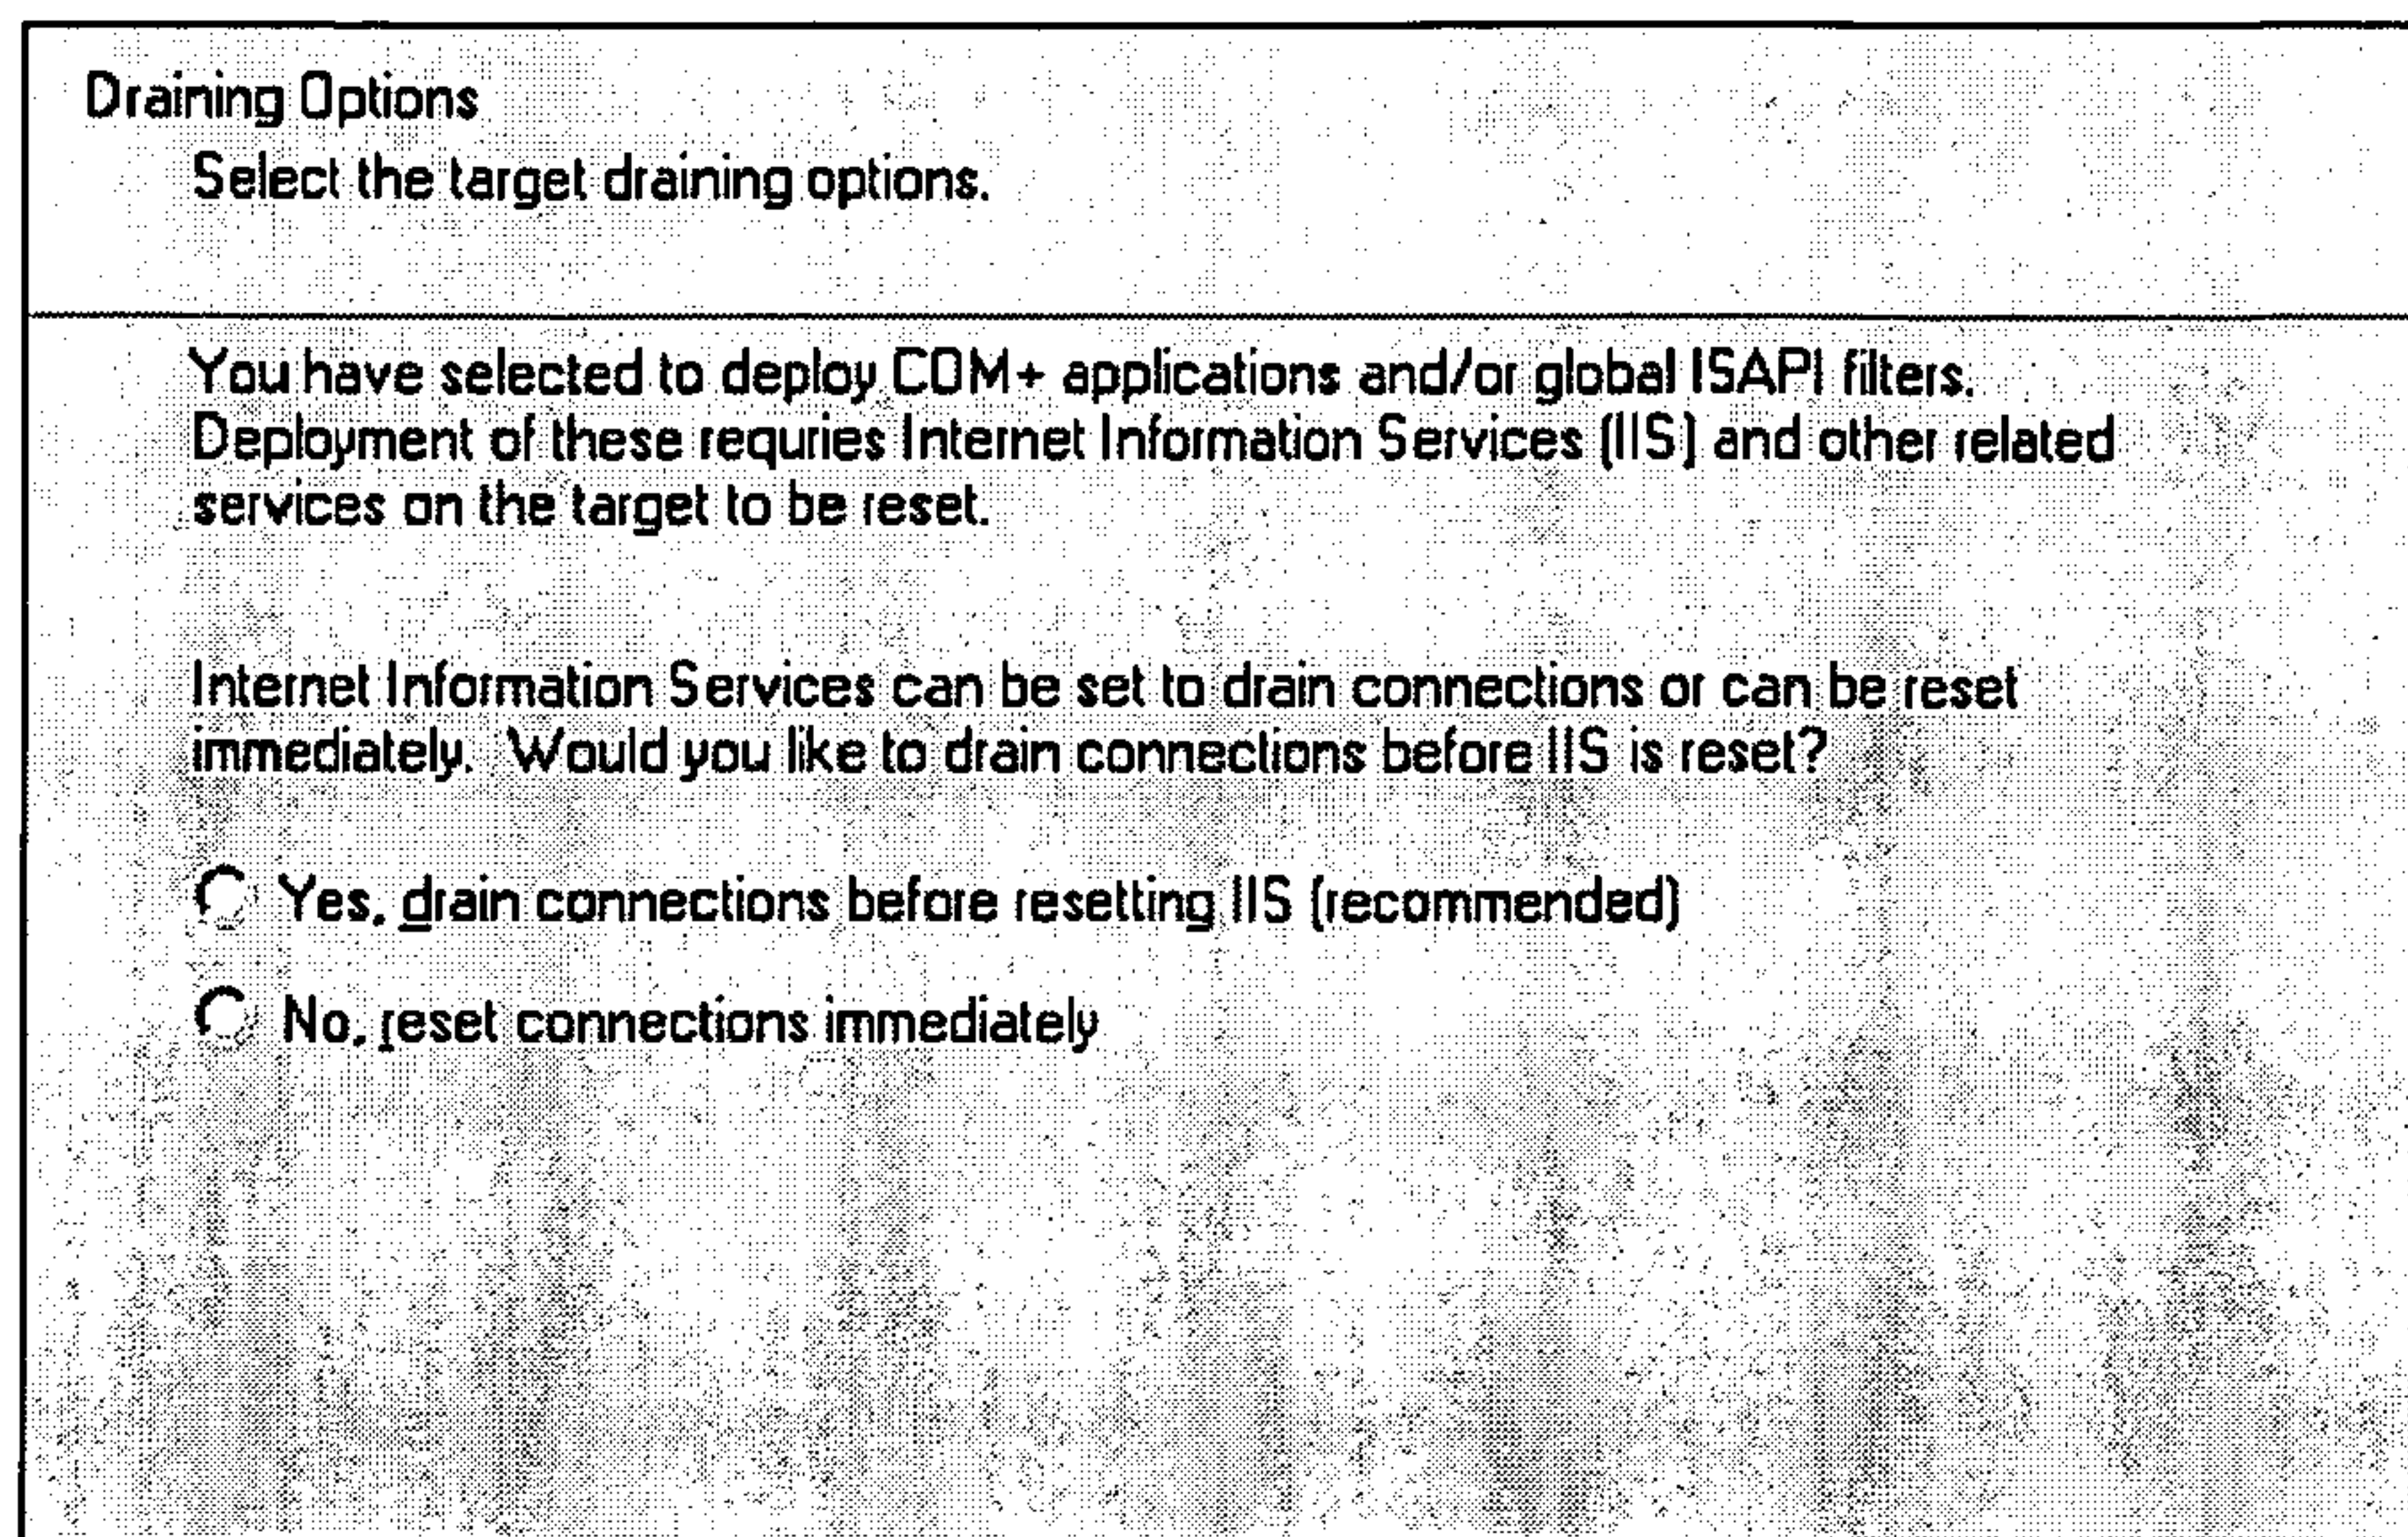 Draining Options
Select the target draining options.
You have selected to deploy COM+ applications and/or global ISAPI filters.
Deployment of these requries Internet Information Services (IIS) and other related
services on the target to be reset.
Internet Information Services can be set to drain connections or can be reset
immediately. Would you like to drain connections before IIS is reset?
Yes, drain connections before resetting IIS (recommended)
No, reset connections immediately